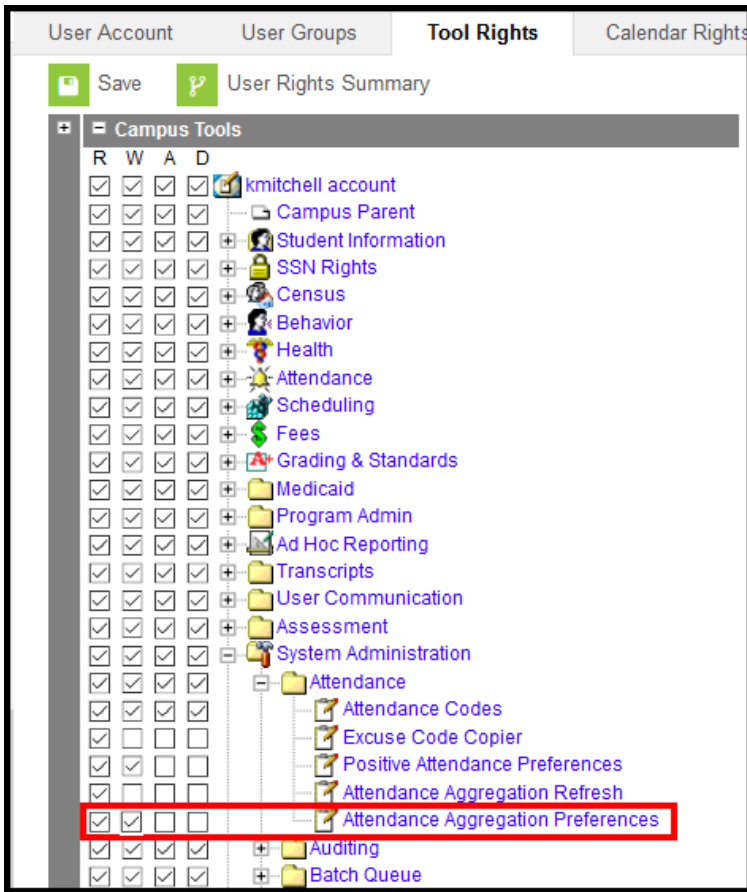 User Account User Groups Tool Rights Calendar Rights
Save User Rights Summary
Campus Tools
R W A D
kmitchell account
Campus Parent
Student Information
SSN Rights
Census
Behavior
Health
Attendance
Scheduling
Fees
Grading & Standards
Medicaid
Program Admin
Ad Hoc Reporting
Transcripts
User Communication
Assessment
System Administration
Attendance
Attendance Codes
Excuse Code Copier
Positive Attendance Preferences
Attendance Aggregation Refresh
Attendance Aggregation Preferences
Auditing
Batch Queue